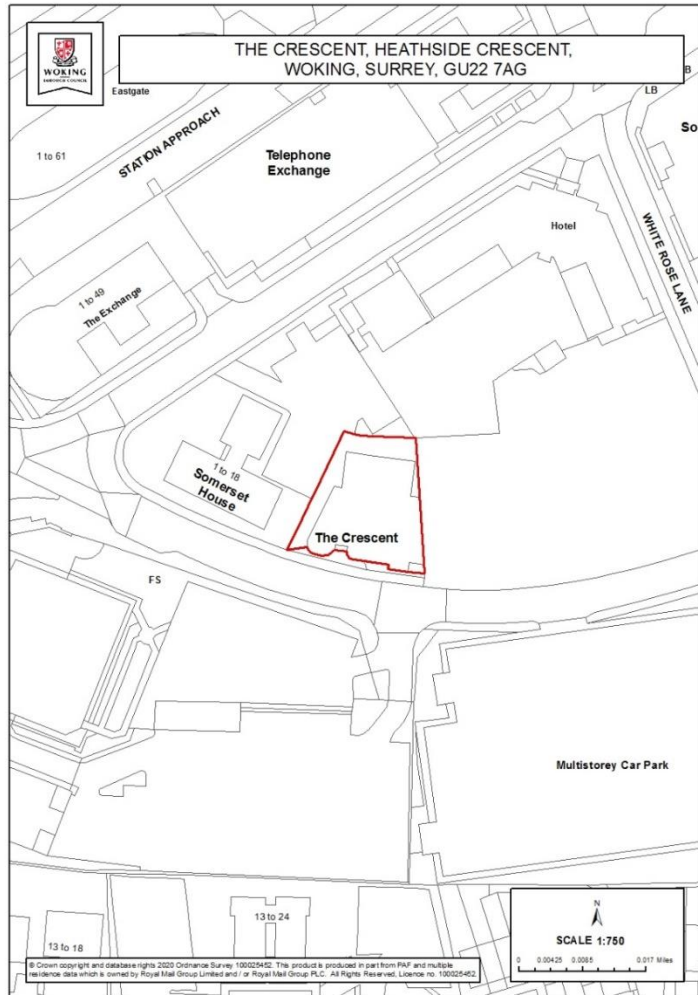 WOKING
BOROUGH COUNCIL
THE CRESCENT, HEATHSIDE CRESCENT,
WOKING, SURREY, GU22 7AG
Eastgate
LB
B
So
1 to 61
STATION APPROACH
Telephone
Exchange
Hotel
WHITE ROSE LANE
1 to 49
The Exchange
1 to 18
Somerset
House
The Crescent
FS
Multistorey Car Park
13 to 24
13 to 18
N
SCALE 1:750
0 0.00425 0.0085 0.017 Miles
© Crown copyright and database rights 2020 Ordnance Survey 100025452. This product is produced in part from PAF and multiple
residence data which is owned by Royal Mail Group Limited and / or Royal Mail Group PLC. All Rights Reserved, Licence no. 100025452.